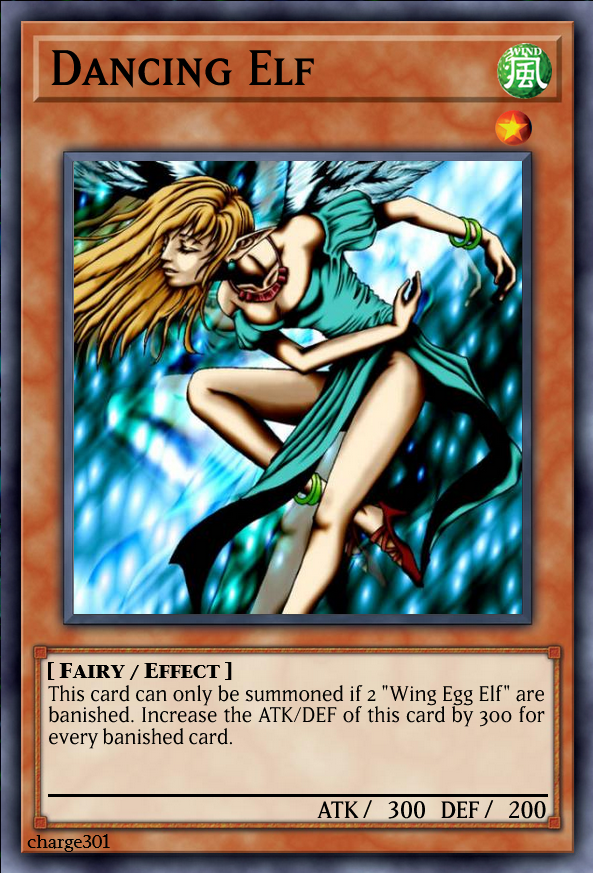 Dancing Elf
WIND
風
[ Fairy / Effect ]
This card can only be summoned if 2 "Wing Egg Elf" are
banished. Increase the ATK/DEF of this card by 300 for
every banished card.
ATK / 300 DEF / 200
charge301